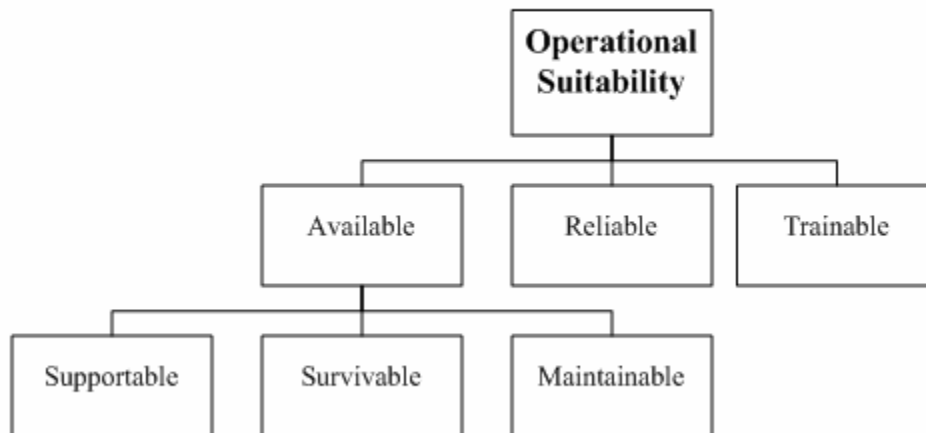 Operational
Suitability
Available
Reliable
Trainable
Supportable
Survivable
Maintainable